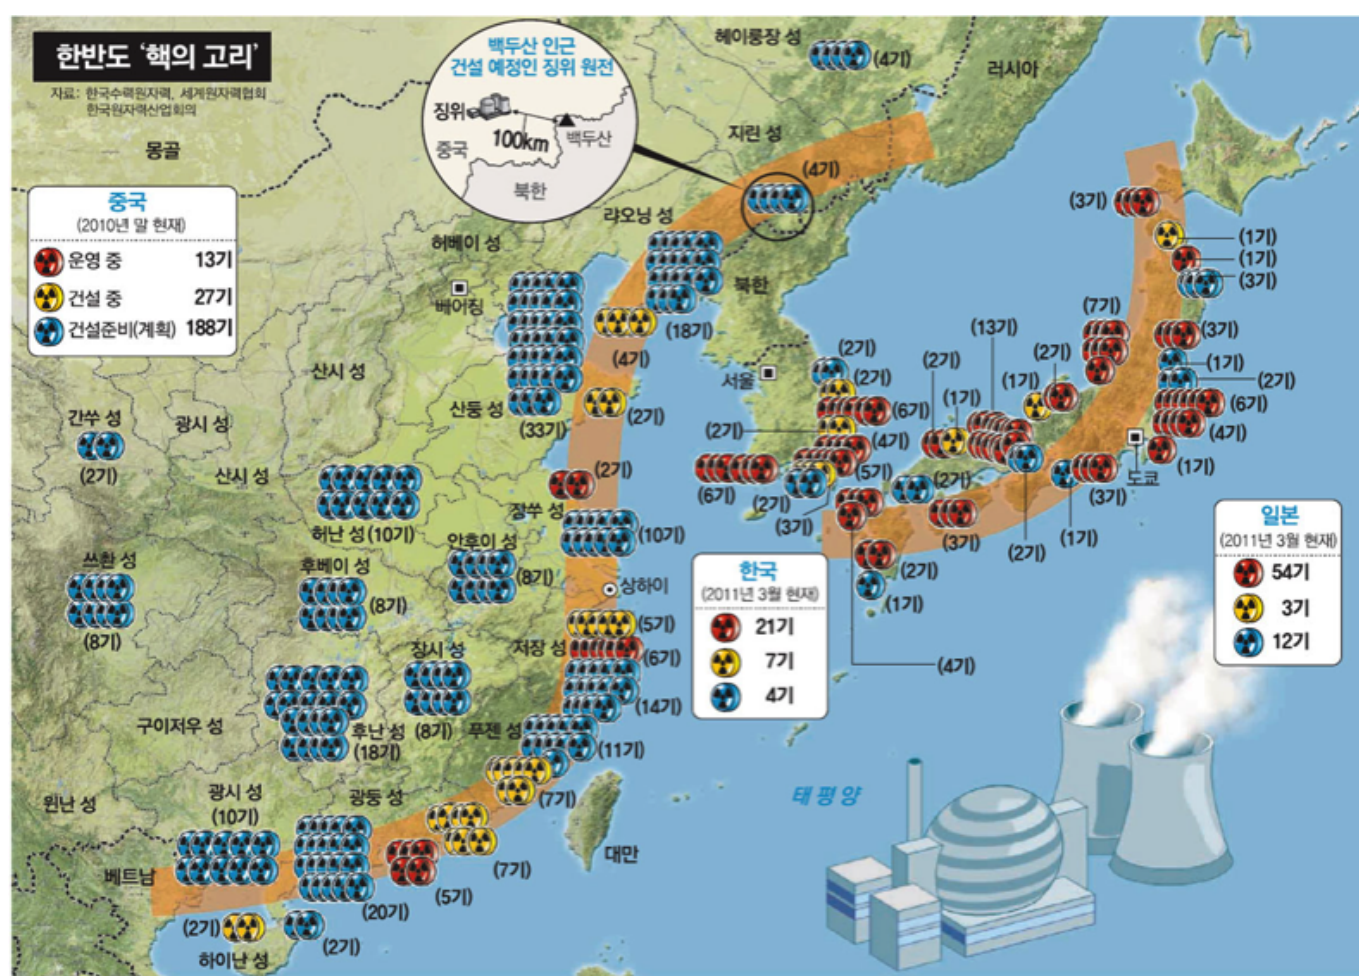 한반도 ‘핵의 고리’
자료: 한국수력원자력, 세계원자력협회
한국원자력산업회의
백두산 인근
건설 예정인 징위 원전
징위
100km
백두산
중국
북한
헤이룽장 성
(4기)
러시아
몽골
지린 성
(4기)
랴오닝 성
허베이 성
베어징
북한
(18기)
(4기)
중국
(2010년 말 현재)
운영 중 13기
건설 중 27기
건설준비(계획) 188기
산시 성
산둥 성
(33기)
(2기)
간쑤 성
(2기)
광시 성
산시 성
허난 성 (10기)
(2기)
장쑤 성
(10기)
안후이 성
(8기)
쓰촨 성
(8기)
후베이 성
(8기)
상하이
(5기)
저장 성
(6기)
(14기)
장시 성
(8기)
구이저우 성
후난 성
(18기)
푸젠 성
(11기)
(7기)
윈난 성
광시 성
(10기)
광둥 성
(7기)
(5기)
(20기)
대만
베트남
(2기)
하이난 성
(2기)
서울
(2기)
(2기)
(6기)
(2기)
(4기)
(5기)
(6기)
(2기)
(3기)
한국
(2011년 3월 현재)
21기
7기
4기
(3기)
(1기)
(1기)
(3기)
(7기)
(3기)
(1기)
(2기)
(6기)
(4기)
(1기)
도쿄
(13기)
(2기)
(1기)
(2기)
(1기)
(2기)
(3기)
(2기)
(1기)
(3기)
(2기)
(1기)
(4기)
일본
(2011년 3월 현재)
54기
3기
12기
태평양